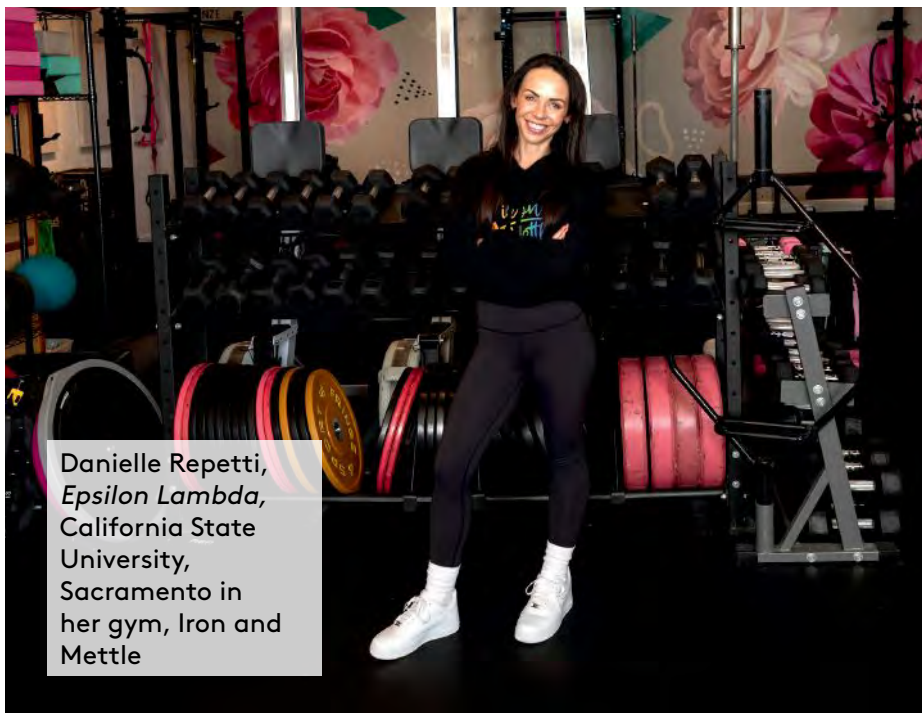 Danielle Repetti,
Epsilon Lambda,
California State
University,
Sacramento in
her gym, Iron and
Mettle